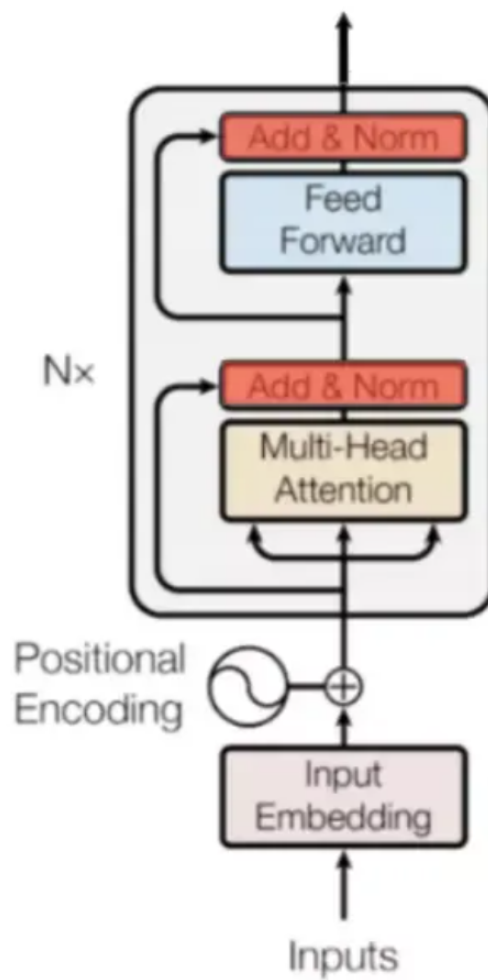 Add & Norm
Feed
Forward
Nx
Add & Norm
Multi-Head
Attention
Positional
Encoding
Input
Embedding
Inputs